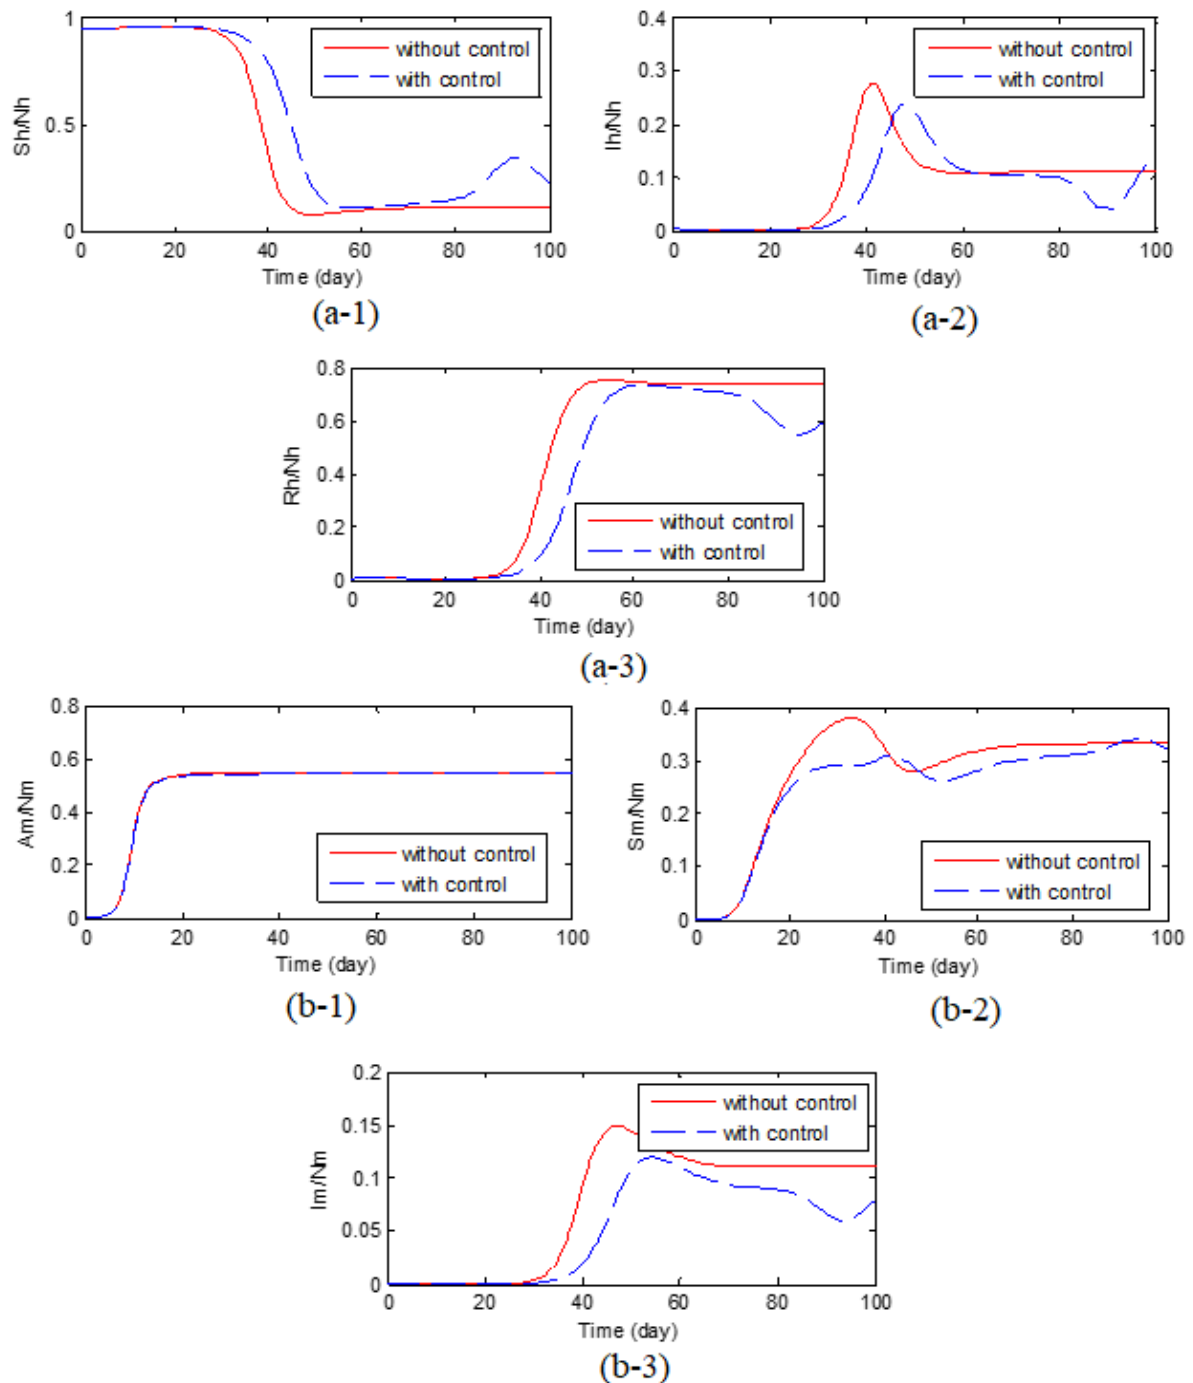 1
0.5
0
Sh/Nh
without control
with control
0 20 40 60 80 100
Time (day)
(a-1)
0.4
0.3
0.2
0.1
0
Ih/Nh
without control
with control
0 20 40 60 80 100
Time (day)
(a-2)
0.8
0.6
0.4
0.2
0
Rh/Nh
without control
with control
0 20 40 60 80 100
Time (day)
(a-3)
0.8
0.6
0.4
0.2
0
Am/Nm
without control
with control
0 20 40 60 80 100
Time (day)
(b-1)
0.4
0.3
0.2
0.1
0
Sm/Nm
without control
with control
0 20 40 60 80 100
Time (day)
(b-2)
0.2
0.15
0.1
0.05
0
Im/Nm
without control
with control
0 20 40 60 80 100
Time (day)
(b-3)